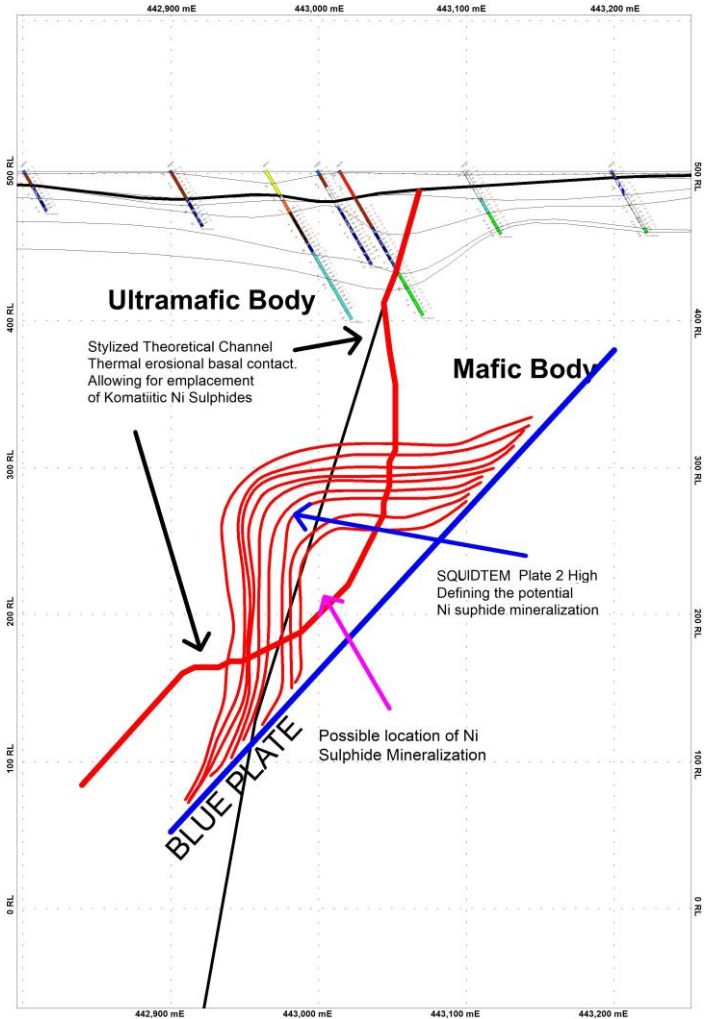 442,900 mE
443,000 mE
443,100 mE
443,200 mE
500 RL
500 RL
Ultramafic Body
400 RL
400 RL
Stylized Theoretical Channel
Thermal erosional basal contact.
Allowing for emplacement
of Komatiitic Ni Sulphides
Mafic Body
300 RL
300 RL
SQUIDTEM Plate 2 High
Defining the potential
Ni suphide mineralization
200 RL
200 RL
Possible location of Ni
Sulphide Mineralization
BLUE PLATE
100 RL
100 RL
0 RL
0 RL
442,900 mE
443,000 mE
443,100 mE
443,200 mE